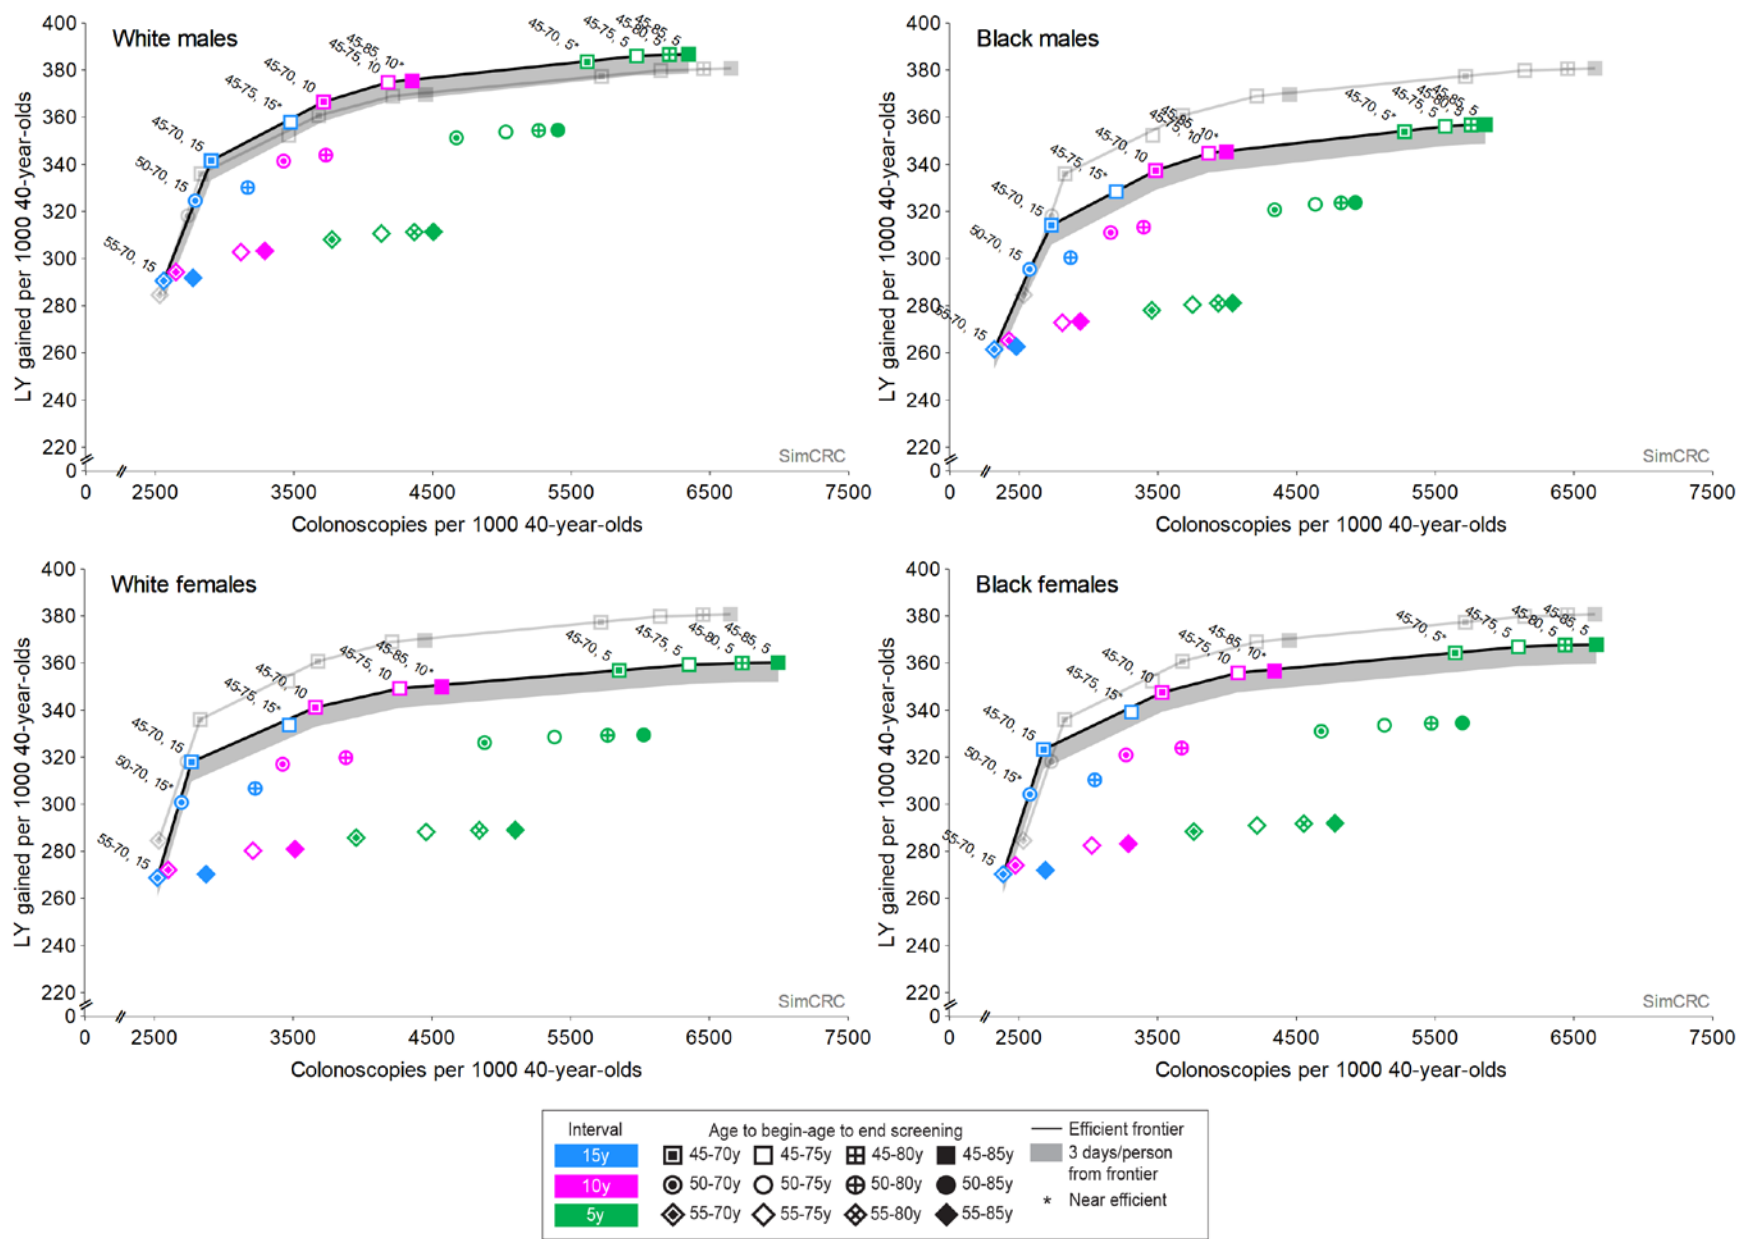 White males
LY gained per 1000 40-year-olds
400
380
360
340
320
300
280
260
240
220
0
55-70, 15
50-70, 15
45-70, 15
45-75, 15*
45-70, 10
45-75, 10
45-85, 10*
45-70, 5*
45-75, 5
45-80, 5
45-85, 5
SimCRC
0 2500 3500 4500 5500 6500 7500
Colonoscopies per 1000 40-year-olds
Black males
LY gained per 1000 40-year-olds
400
380
360
340
320
300
280
260
240
220
0
55-70, 15
50-70, 15
45-70, 15
45-75, 15*
45-70, 10
45-75, 10
45-85, 10*
45-70, 5*
45-75, 5
45-80, 5
45-85, 5
SimCRC
0 2500 3500 4500 5500 6500 7500
Colonoscopies per 1000 40-year-olds
White females
LY gained per 1000 40-year-olds
400
380
360
340
320
300
280
260
240
220
0
55-70, 15
50-70, 15*
45-70, 15
45-75, 15*
45-70, 10
45-75, 10
45-85, 10*
45-70, 5
45-75, 5
45-80, 5
45-85, 5
SimCRC
0 2500 3500 4500 5500 6500 7500
Colonoscopies per 1000 40-year-olds
Black females
LY gained per 1000 40-year-olds
400
380
360
340
320
300
280
260
240
220
0
55-70, 15
50-70, 15*
45-70, 15
45-75, 15*
45-70, 10
45-75, 10
45-85, 10*
45-70, 5*
45-75, 5
45-80, 5
45-85, 5
SimCRC
0 2500 3500 4500 5500 6500 7500
Colonoscopies per 1000 40-year-olds
Interval
15y
10y
5y
Age to begin-age to end screening
45-70y 45-75y 45-80y 45-85y
50-70y 50-75y 50-80y 50-85y
55-70y 55-75y 55-80y 55-85y
Efficient frontier
3 days/person
from frontier
* Near efficient